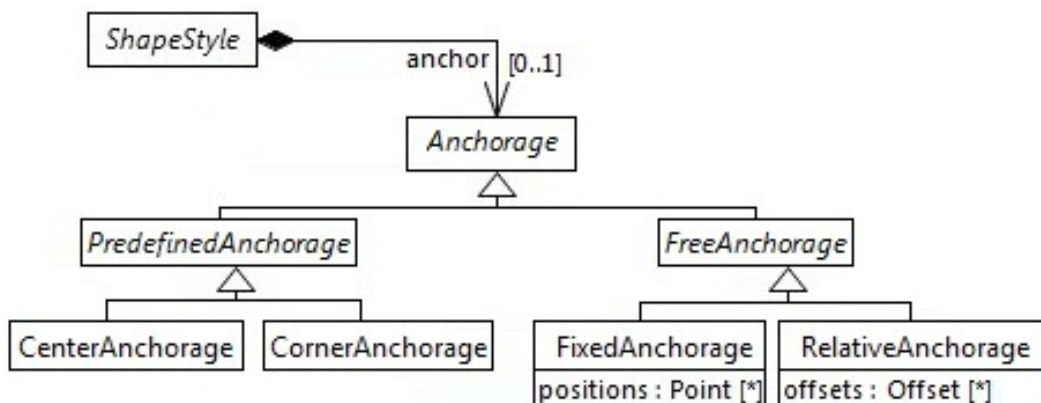 ShapeStyle
anchor [0..1]
Anchorage
PredefinedAnchorage
FreeAnchorage
CenterAnchorage
CornerAnchorage
FixedAnchorage
positions : Point [*]
RelativeAnchorage
offsets : Offset [*]